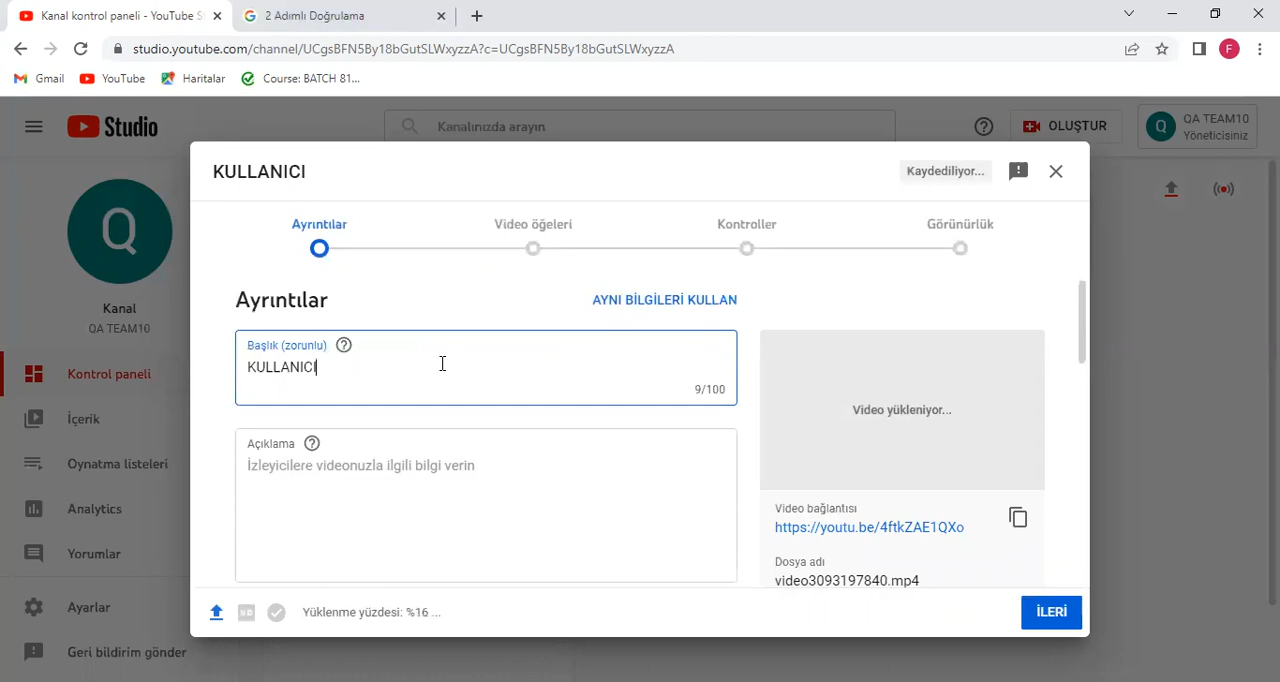 Kanal kontrol paneli - YouTube S
2 Adımlı Doğrulama
studio.youtube.com/channel/UCgsBFN5By18bGutSLWxyzzA?c=UCgsBFN5By18bGutSLWxyzzA
F
Gmail
YouTube
Haritalar
Course: BATCH 81...
Studio
Kanalınızda arayın
OLUŞTUR
Q
QA TEAM10
Yöneticisiniz
Q
Kanal
QA TEAM10
Kontrol paneli
İçerik
Oynatma listeleri
Analytics
Yorumlar
Ayarlar
Geri bildirim gönder
KULLANICI
Kaydediliyor...
Ayrıntılar
Video öğeleri
Kontroller
Görünürlük
Ayrıntılar
AYNI BİLGİLERİ KULLAN
Başlık (zorunlu)
KULLANICI
9/100
Açıklama
İzleyicilere videonuzla ilgili bilgi verin
Video yükleniyor...
Video bağlantısı
https://youtu.be/4ftkZAE1QXo
Dosya adı
video3093197840.mp4
Yüklenme yüzdesi: %16 ...
İLERİ